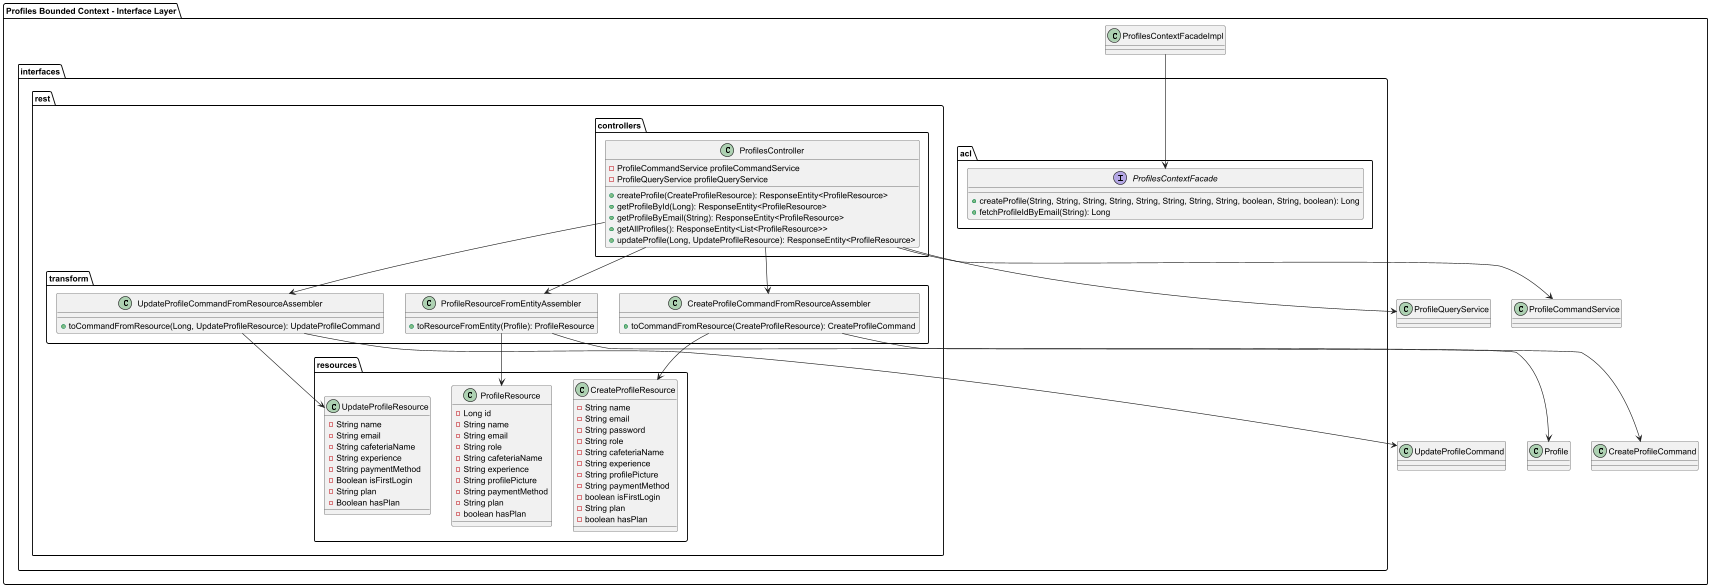 Profiles Bounded Context - Interface Layer
C ProfilesContextFacadeImpl
interfaces
rest
controllers
C ProfilesController
ProfileCommandService profileCommandService
ProfileQueryService profileQueryService
createProfile(CreateProfileResource): ResponseEntity<ProfileResource>
getProfileById(Long): ResponseEntity<ProfileResource>
getProfileByEmail(String): ResponseEntity<ProfileResource>
getAllProfiles(): ResponseEntity<List<ProfileResource>>
updateProfile(Long, UpdateProfileResource): ResponseEntity<ProfileResource>
acl
I ProfilesContextFacade
createProfile(String, String, String, String, String, String, String, String, boolean, String, boolean): Long
fetchProfileIdByEmail(String): Long
transform
C UpdateProfileCommandFromResourceAssembler
toCommandFromResource(Long, UpdateProfileResource): UpdateProfileCommand
C ProfileResourceFromEntityAssembler
toResourceFromEntity(Profile): ProfileResource
C CreateProfileCommandFromResourceAssembler
toCommandFromResource(CreateProfileResource): CreateProfileCommand
C ProfileQueryService
C ProfileCommandService
resources
C UpdateProfileResource
String name
String email
String cafeteriaName
String experience
String paymentMethod
Boolean isFirstLogin
String plan
Boolean hasPlan
C ProfileResource
Long id
String name
String email
String role
String cafeteriaName
String experience
String profilePicture
String paymentMethod
String plan
boolean hasPlan
C CreateProfileResource
String name
String email
String password
String role
String cafeteriaName
String experience
String profilePicture
String paymentMethod
boolean isFirstLogin
String plan
boolean hasPlan
C UpdateProfileCommand
C Profile
C CreateProfileCommand